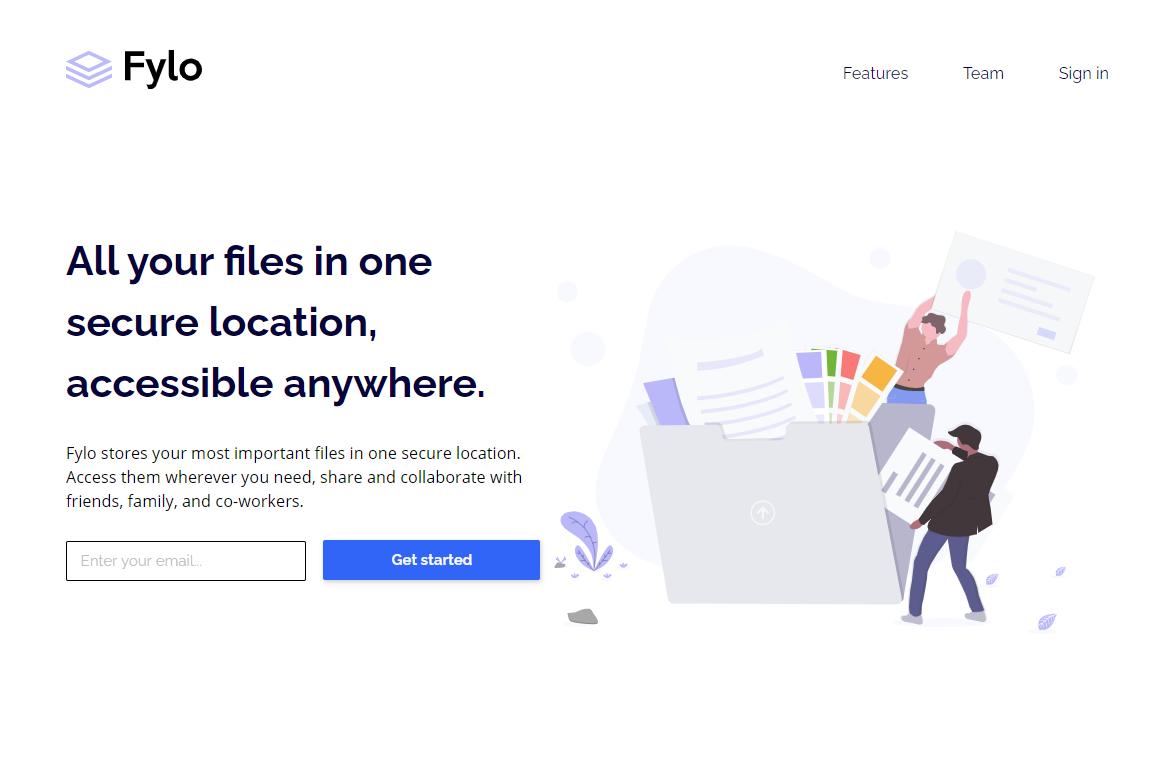 Fylo
Features
Team
Sign in
All your files in one
secure location,
accessible anywhere.
Fylo stores your most important files in one secure location.
Access them wherever you need, share and collaborate with
friends, family, and co-workers.
Enter your email...
Get started